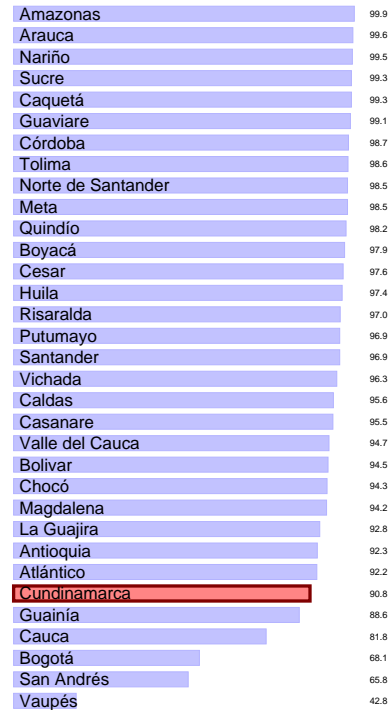 Amazonas 99.9
Arauca 99.6
Nariño 99.5
Sucre 99.3
Caquetá 99.3
Guaviare 99.1
Córdoba 98.7
Tolima 98.6
Norte de Santander 98.5
Meta 98.5
Quindío 98.2
Boyacá 97.9
Cesar 97.6
Huila 97.4
Risaralda 97.0
Putumayo 96.9
Santander 96.9
Vichada 96.3
Caldas 95.6
Casanare 95.5
Valle del Cauca 94.7
Bolivar 94.5
Chocó 94.3
Magdalena 94.2
La Guajira 92.8
Antioquia 92.3
Atlántico 92.2
Cundinamarca 90.8
Guainía 88.6
Cauca 81.8
Bogotá 68.1
San Andrés 65.8
Vaupés 42.8